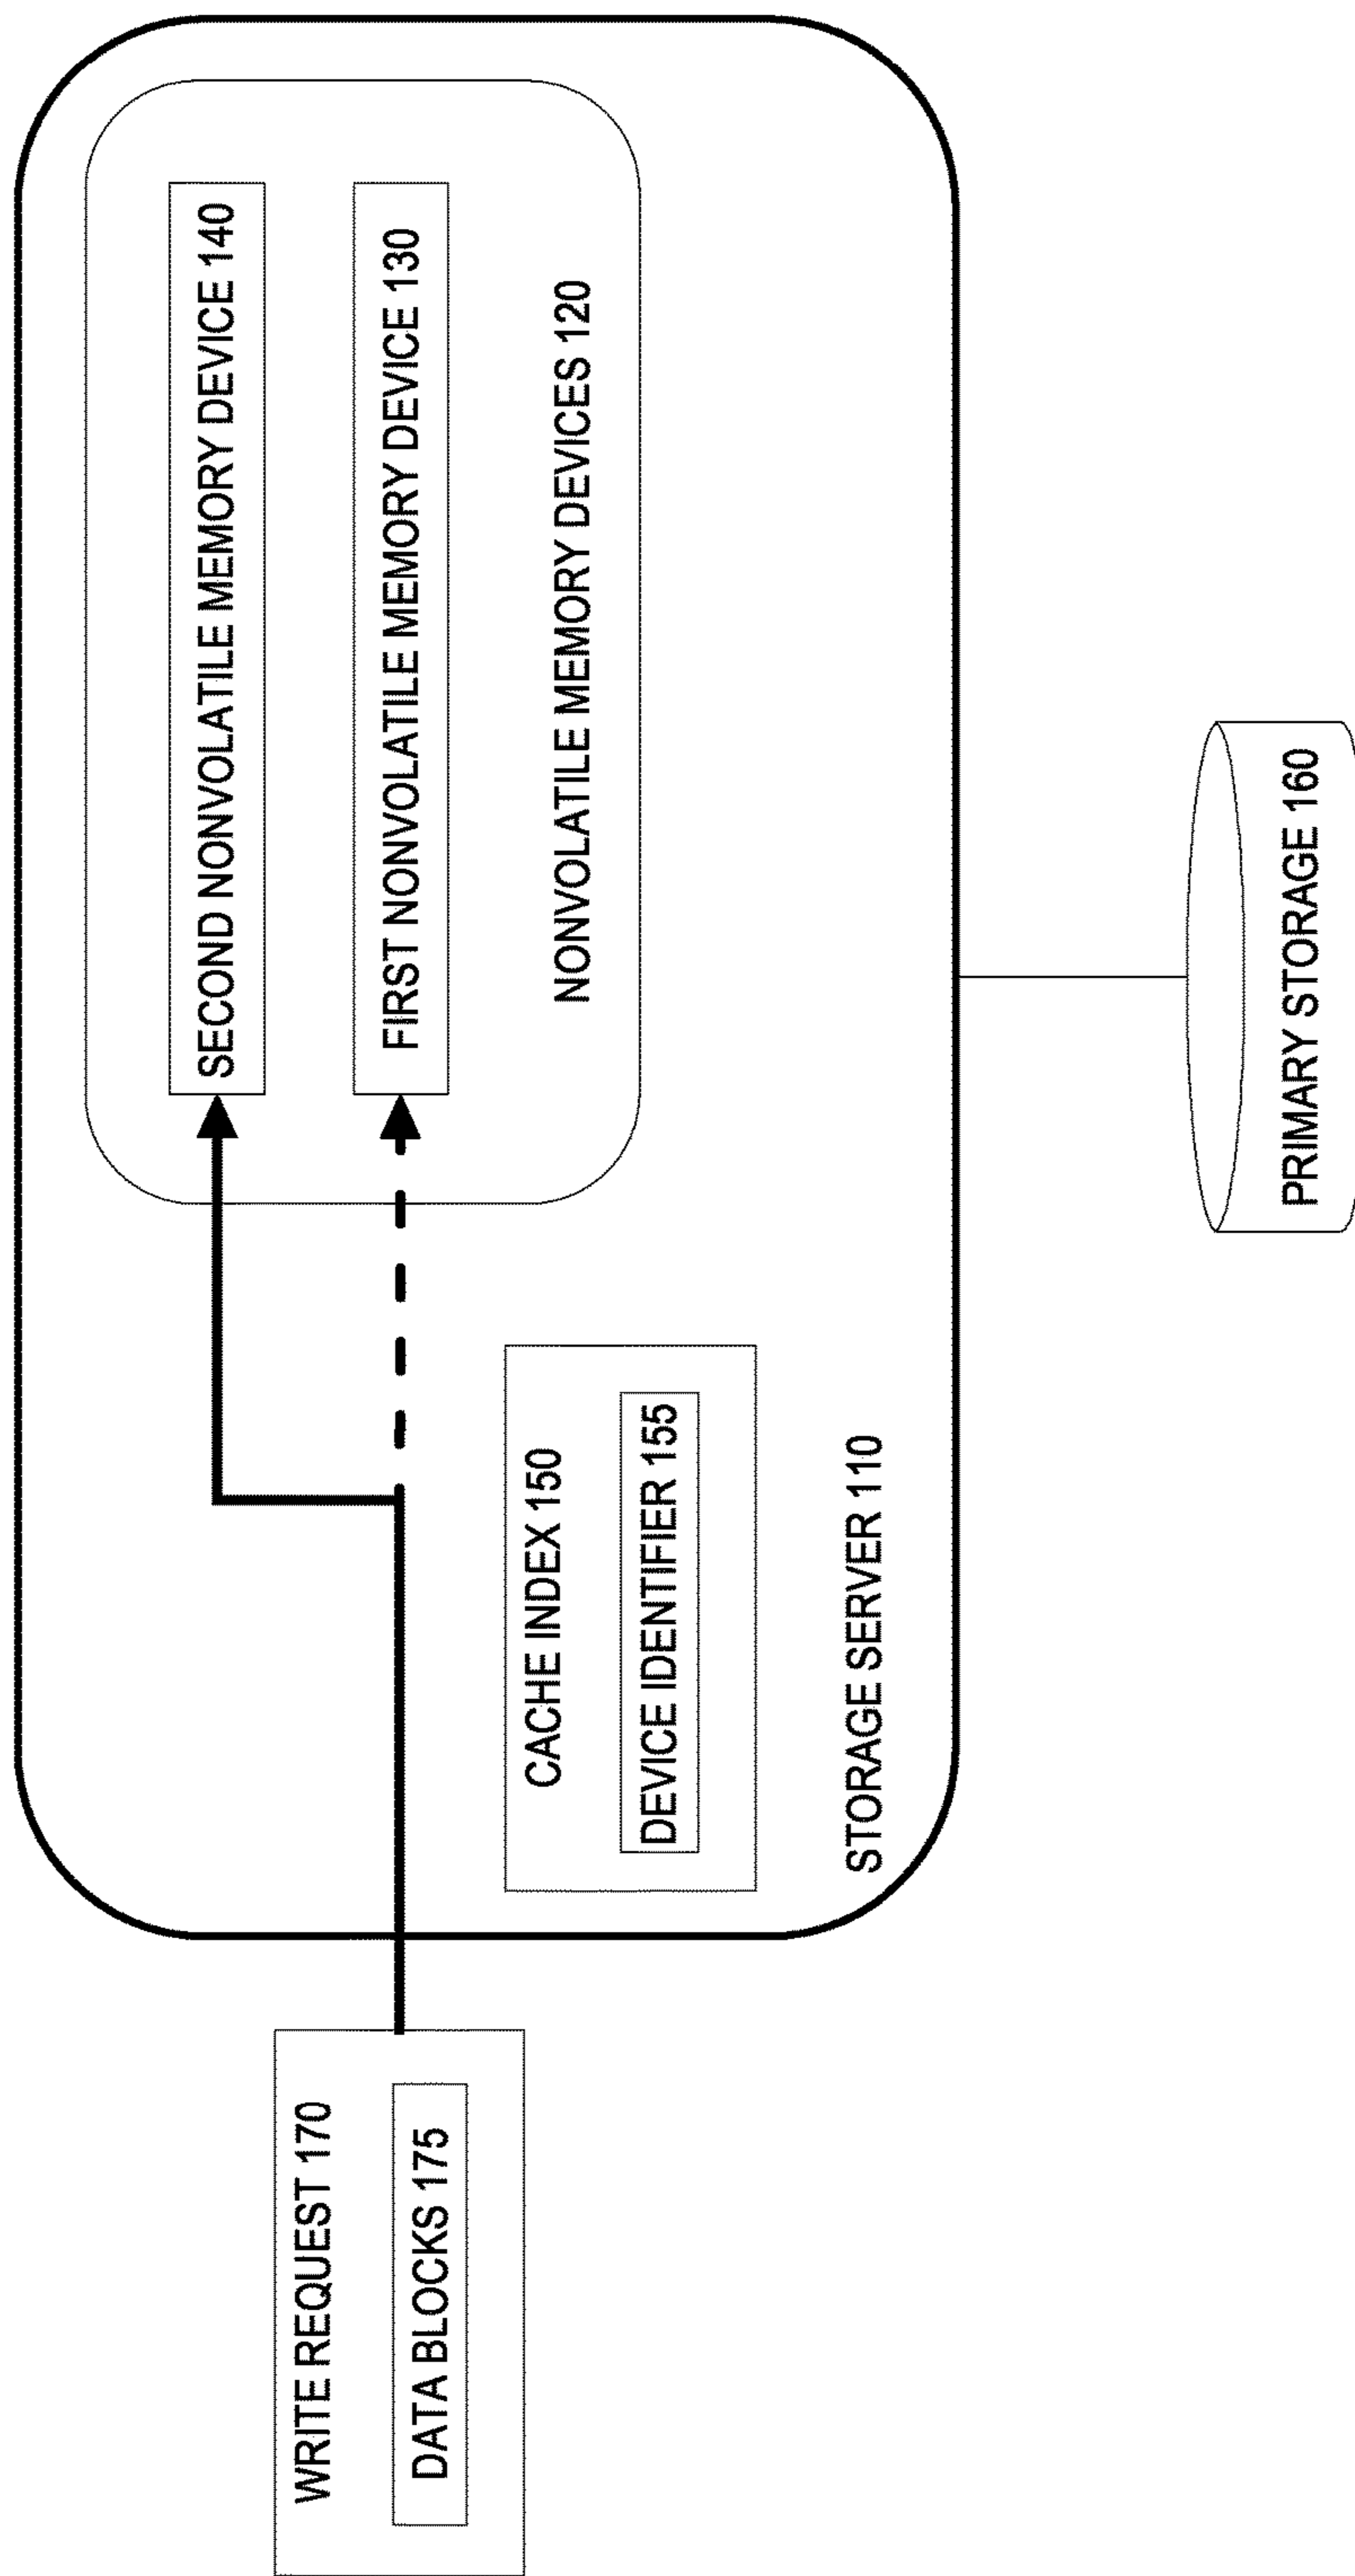 WRITE REQUEST 170
DATA BLOCKS 175
SECOND NONVOLATILE MEMORY DEVICE 140
FIRST NONVOLATILE MEMORY DEVICE 130
NONVOLATILE MEMORY DEVICES 120
CACHE INDEX 150
DEVICE IDENTIFIER 155
STORAGE SERVER 110
PRIMARY STORAGE 160